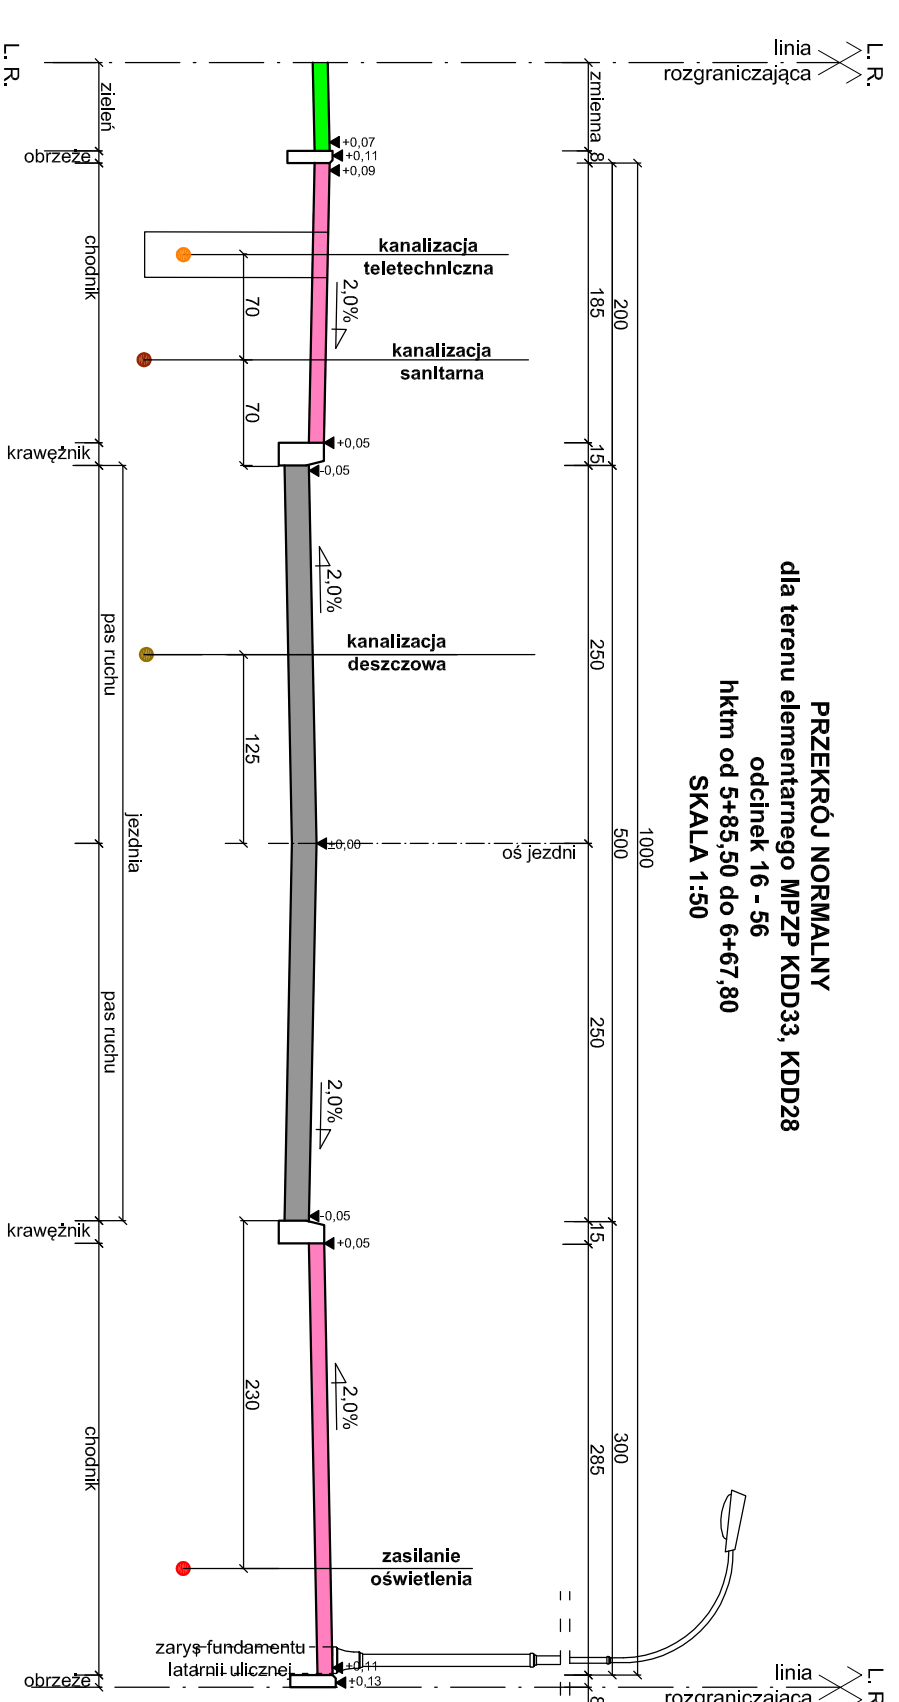 PRZEKRÓJ NORMALNY
dla terenu elementarnego MPZP KDD33, KDD28
odcinek 16 - 56
hktm od 5+85,50 do 6+67,80
SKALA 1:50
L. R.
linia
rozgraniczająca
L. R.
zieleń
obrzeże
chodnik
krawężnik
pas ruchu
jezdnia
pas ruchu
krawężnik
chodnik
obrzeże
zmienna
8
185
200
15
250
500
1000
250
15
285
300
8
+0,07
+0,11
+0,09
kanalizacja
teletechniczna
70
2,0%
kanalizacja
sanitarna
70
+0,05
-0,05
2,0%
kanalizacja
deszczowa
125
±0,00
oś jezdni
2,0%
-0,05
+0,05
2,0%
230
zasilanie
oświetlenia
zarys fundamentu
latarnii ulicznej
+0,11
+0,13
linia
rozgraniczająca
L. R.